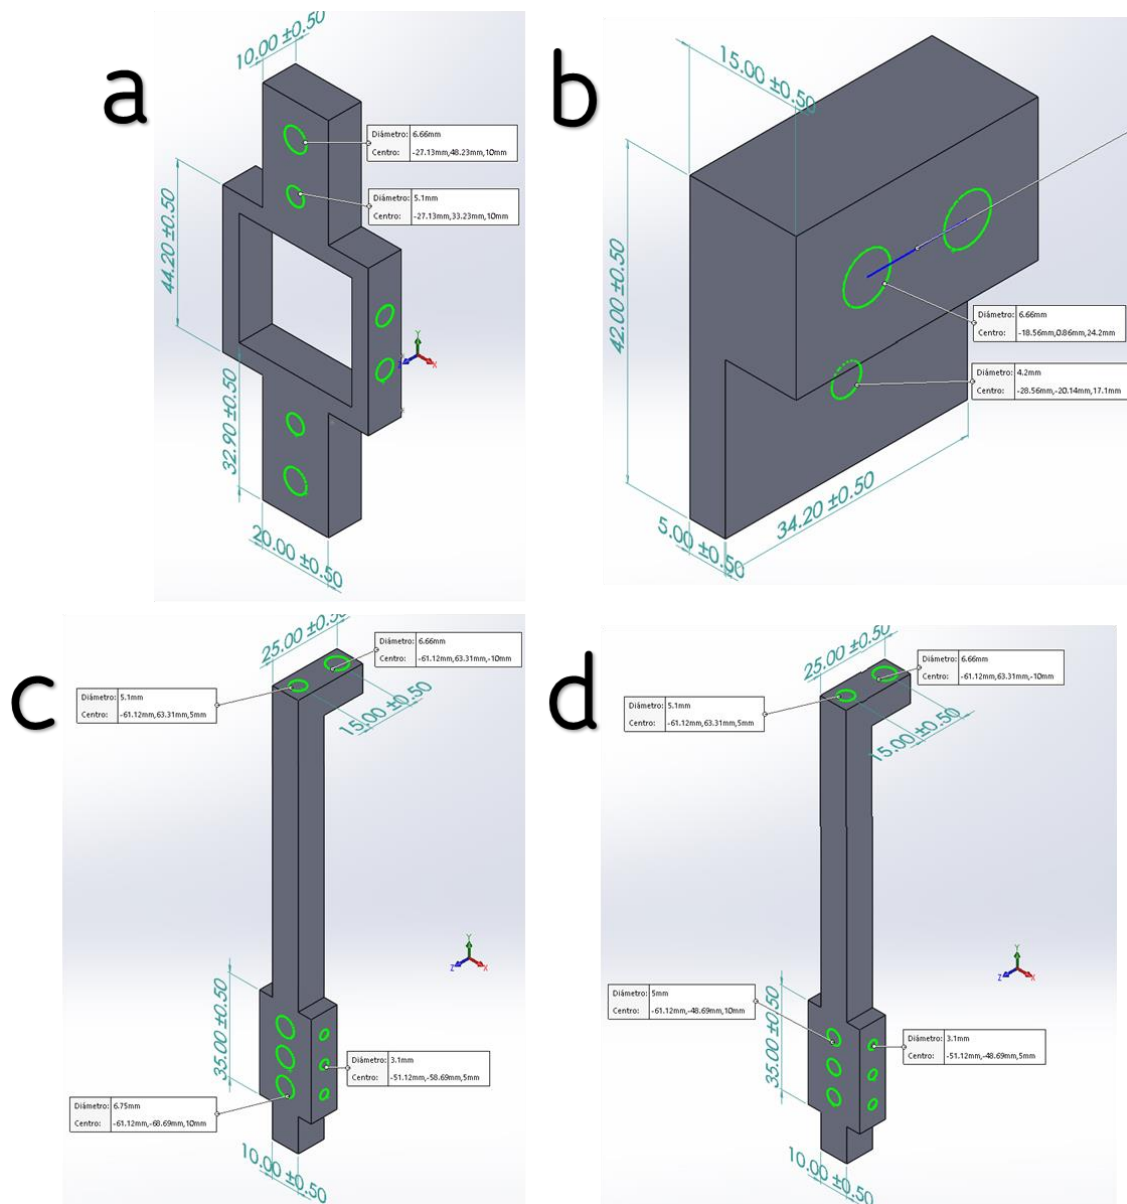 a
10.00 ±0.50
Diámetro: 6.66mm
Centro: -27.13mm,48.23mm,10mm
Diámetro: 5.1mm
Centro: -27.13mm,33.23mm,10mm
44.20 ±0.50
32.90 ±0.50
20.00 ±0.50
Y
Z
X
b
15.00 ±0.50
42.00 ±0.50
Diámetro: 6.66mm
Centro: -18.56mm,0.86mm,24.2mm
Diámetro: 4.2mm
Centro: -28.56mm,-20.14mm,17.1mm
34.20 ±0.50
5.00 ±0.50
c
25.00 ±0.50
Diámetro: 6.66mm
Centro: -61.12mm,63.31mm,-10mm
Diámetro: 5.1mm
Centro: -61.12mm,63.31mm,5mm
15.00 ±0.50
Y
Z
X
35.00 ±0.50
Diámetro: 3.1mm
Centro: -51.12mm,-58.69mm,5mm
Diámetro: 6.75mm
Centro: -61.12mm,-68.69mm,10mm
10.00 ±0.50
d
25.00 ±0.50
Diámetro: 6.66mm
Centro: -61.12mm,63.31mm,-10mm
Diámetro: 5.1mm
Centro: -61.12mm,63.31mm,5mm
15.00 ±0.50
Y
Z
X
35.00 ±0.50
Diámetro: 5mm
Centro: -61.12mm,-48.69mm,10mm
Diámetro: 3.1mm
Centro: -51.12mm,-48.69mm,5mm
10.00 ±0.50